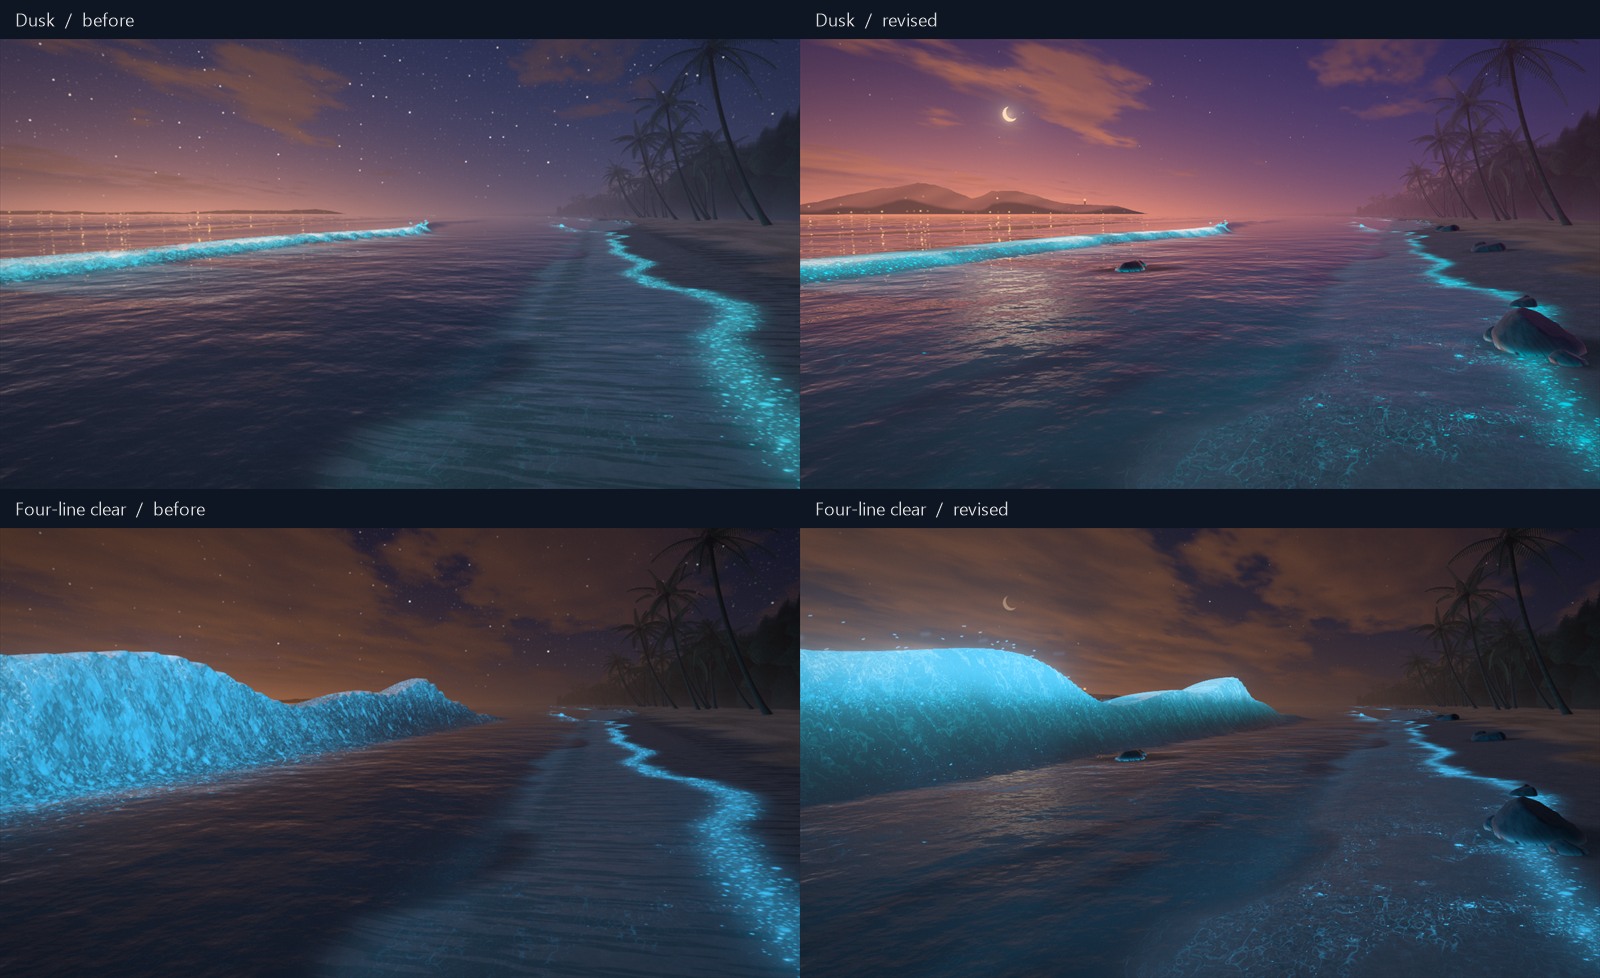 Dusk / before
Dusk / revised
Four-line clear / before
Four-line clear / revised